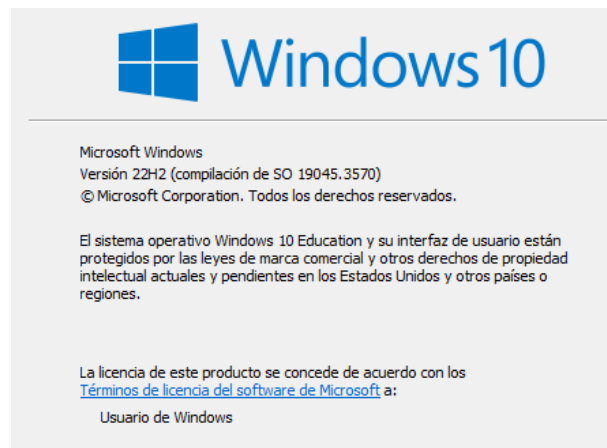 Windows 10
Microsoft Windows
Versión 22H2 (compilación de SO 19045.3570)
© Microsoft Corporation. Todos los derechos reservados.
El sistema operativo Windows 10 Education y su interfaz de usuario están
protegidos por las leyes de marca comercial y otros derechos de propiedad
intelectual actuales y pendientes en los Estados Unidos y otros países o
regiones.
La licencia de este producto se concede de acuerdo con los
Términos de licencia del software de Microsoft a:
Usuario de Windows